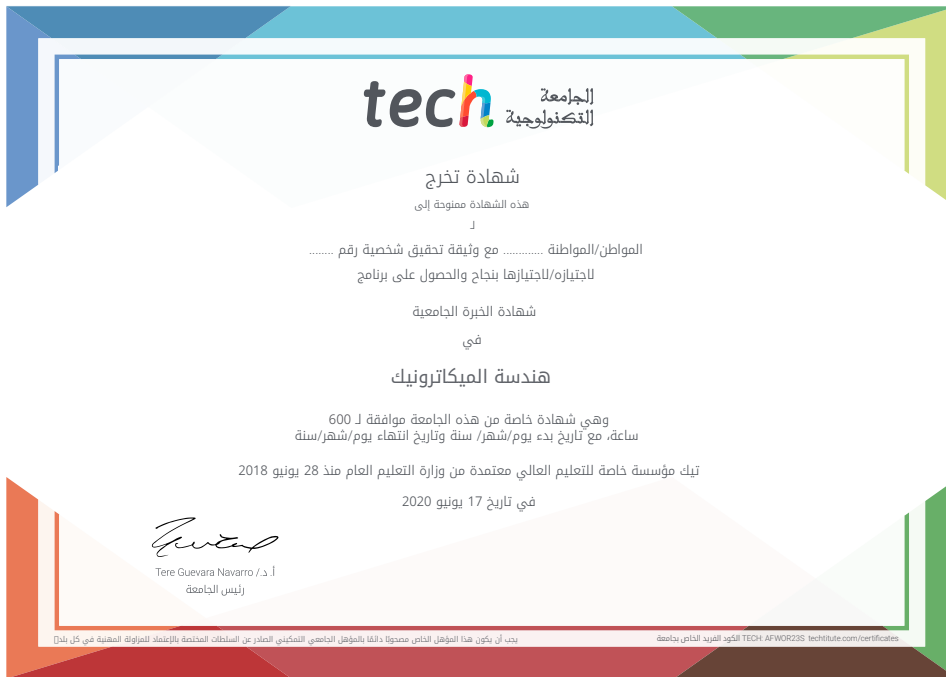 tech الجامعة
التكنولوجية
شهادة تخرج
هذه الشهادة ممنوحة إلى
لـ
المواطن/المواطنة ............. مع وثيقة تحقيق شخصية رقم ........
لاجتيازه/لاجتيازها بنجاح والحصول على برنامج
شهادة الخبرة الجامعية
في
هندسة الميكاترونيك
وهي شهادة خاصة من هذه الجامعة موافقة لـ 600
ساعة، مع تاريخ بدء يوم/شهر/ سنة وتاريخ انتهاء يوم/شهر/سنة
تيك مؤسسة خاصة للتعليم العالي معتمدة من وزارة التعليم العام منذ 28 يونيو 2018
في تاريخ 17 يونيو 2020
أ. د./ Tere Guevara Navarro
رئيس الجامعة
الكود الفريد الخاص بجامعة TECH: AFWOR23S techtitute.com/certificates
يجب أن يكون هذا المؤهل الخاص مصحوبًا دائمًا بالمؤهل الجامعي التمكيني الصادر عن السلطات المختصة بالإعتماد للمزاولة المهنية في كل بلد